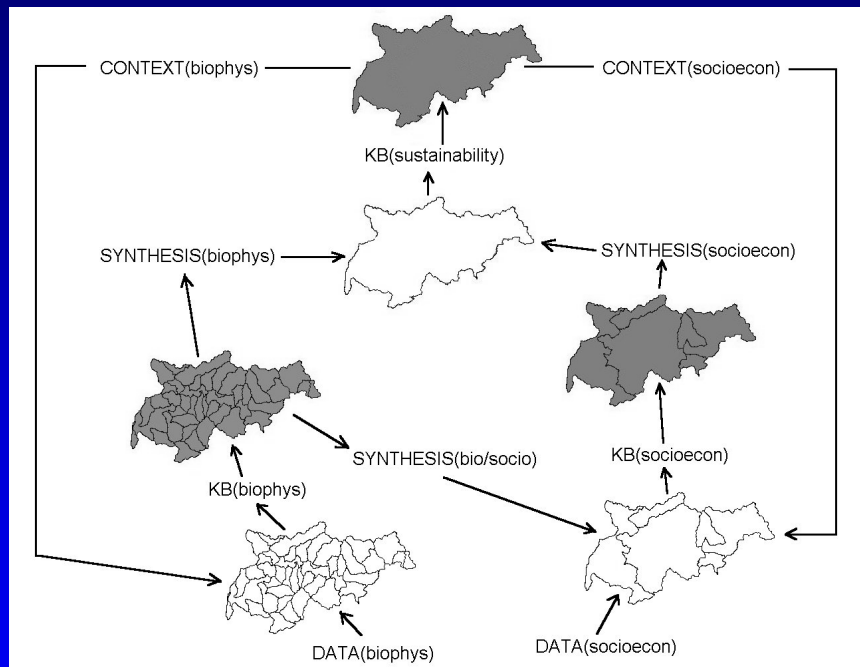 CONTEXT(biophys)
CONTEXT(socioecon)
KB(sustainability)
SYNTHESIS(biophys)
SYNTHESIS(socioecon)
SYNTHESIS(bio/socio)
KB(socioecon)
KB(biophys)
DATA(biophys)
DATA(socioecon)